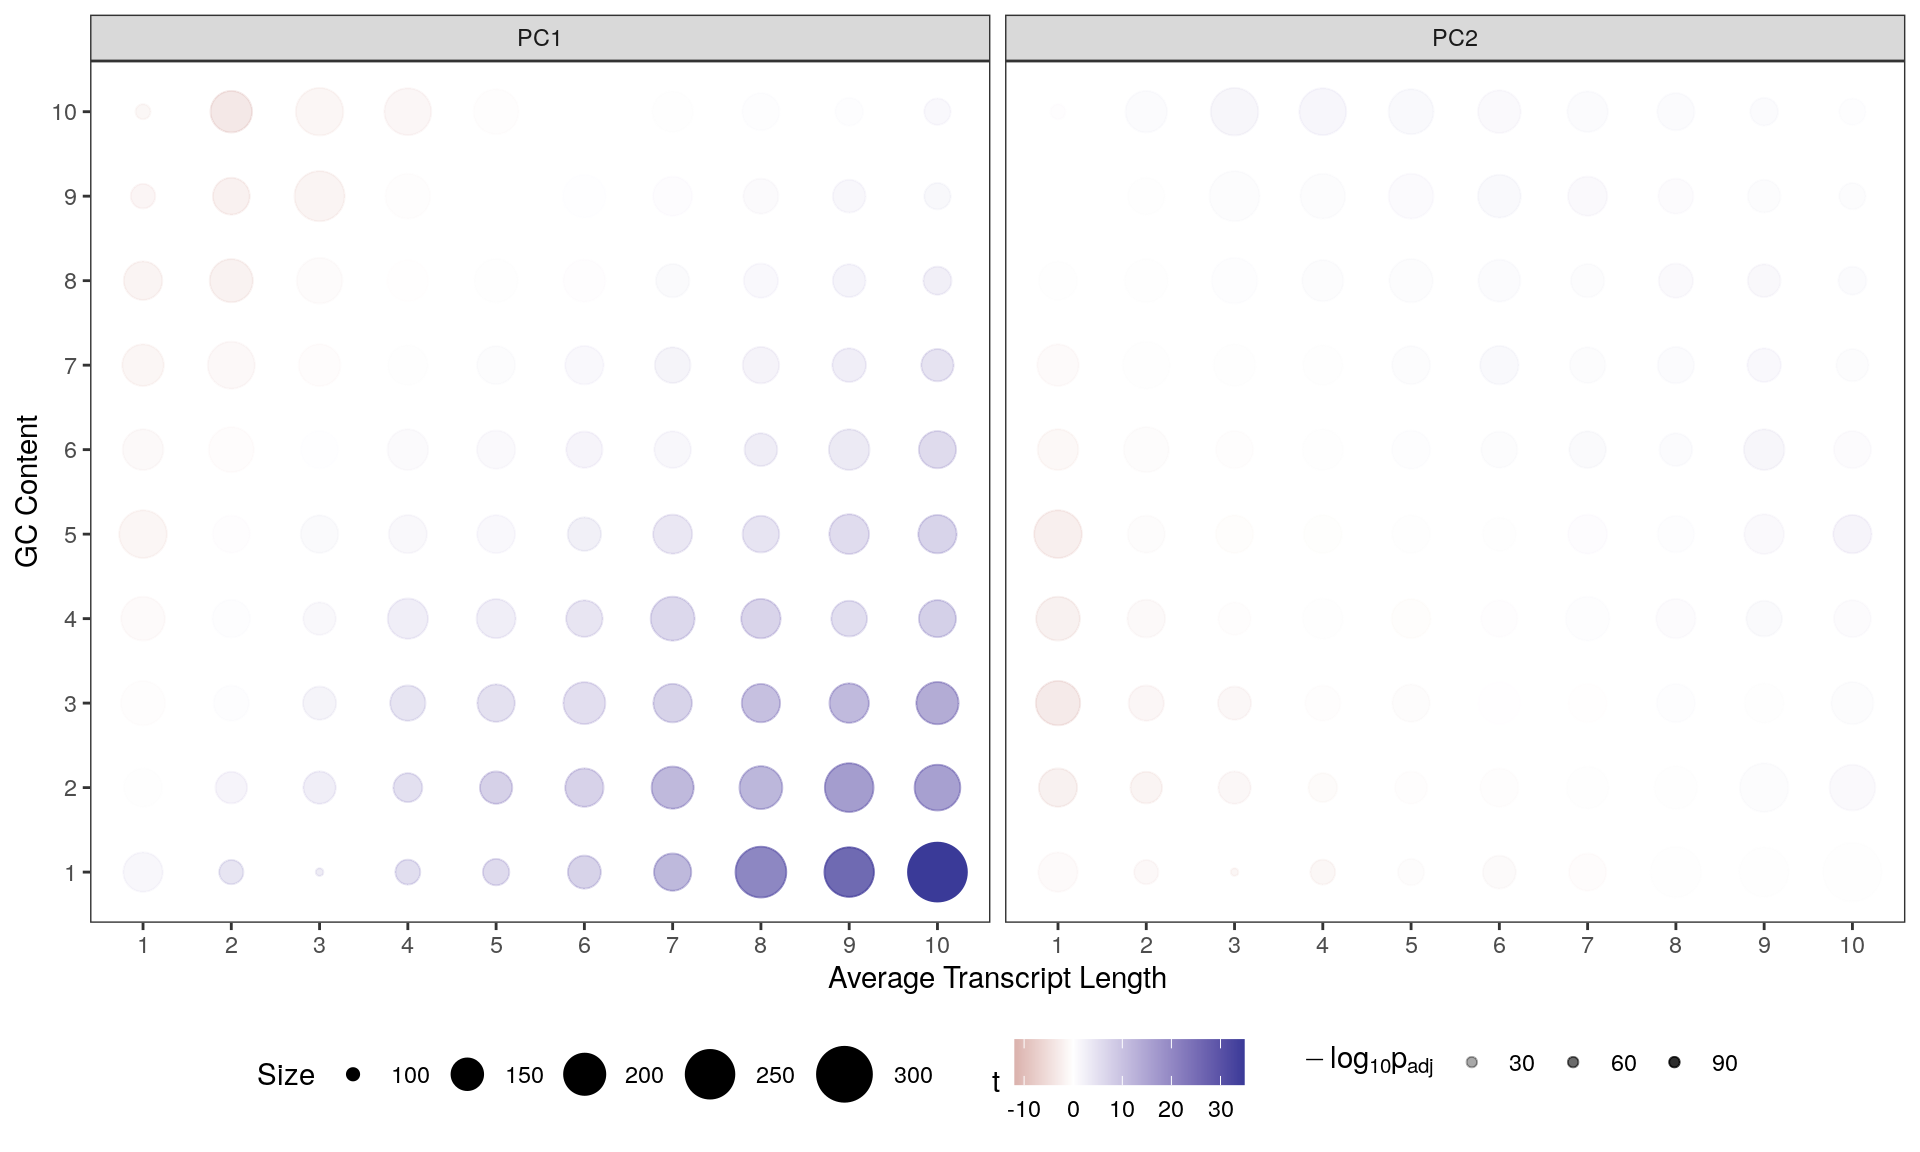 PC1 PC2
10
9
8
7
6
5
4
3
2
1
GC Content
1 2 3 4 5 6 7 8 9 10 1 2 3 4 5 6 7 8 9 10
Average Transcript Length
Size 100 150 200 250 300
t
-10 0 10 20 30
− log10padj 30 60 90